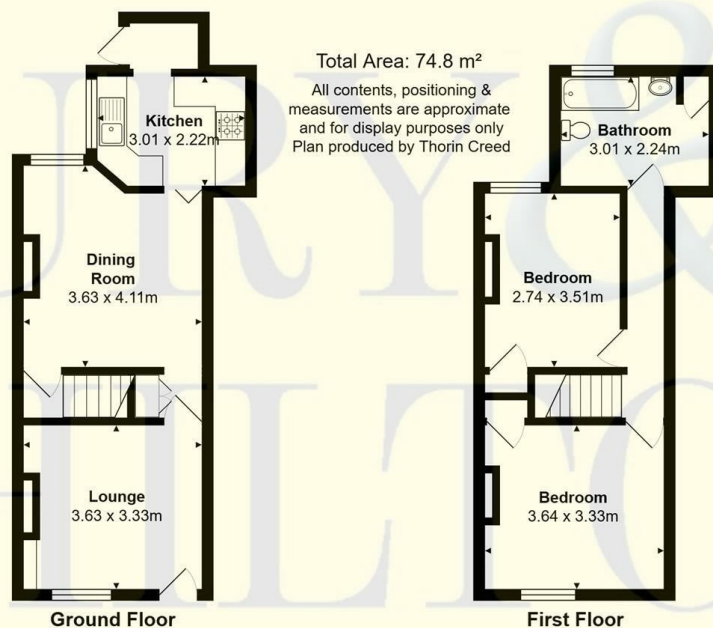 Total Area: 74.8 m²
All contents, positioning &
measurements are approximate
and for display purposes only
Plan produced by Thorin Creed
Kitchen
3.01 x 2.22m
Dining
Room
3.63 x 4.11m
Lounge
3.63 x 3.33m
Ground Floor
Bathroom
3.01 x 2.24m
Bedroom
2.74 x 3.51m
Bedroom
3.64 x 3.33m
First Floor
URY &
HILTO